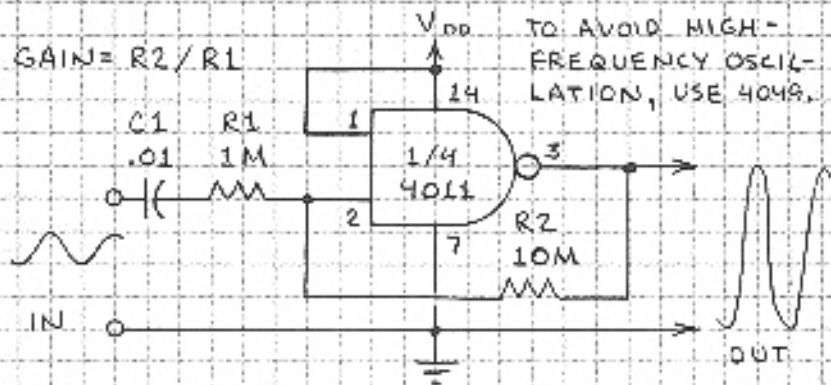 GAIN= R2/R1
VDD
TO AVOID HIGH-
FREQUENCY OSCIL-
LATION, USE 4049.
14
C1
.01
R1
1M
1
1/4
4011
3
2
7
R2
10M
IN
OUT